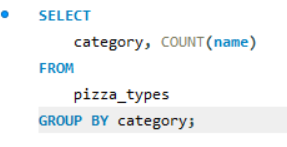 SELECT
    category, COUNT(name)
FROM
    pizza_types
GROUP BY category;